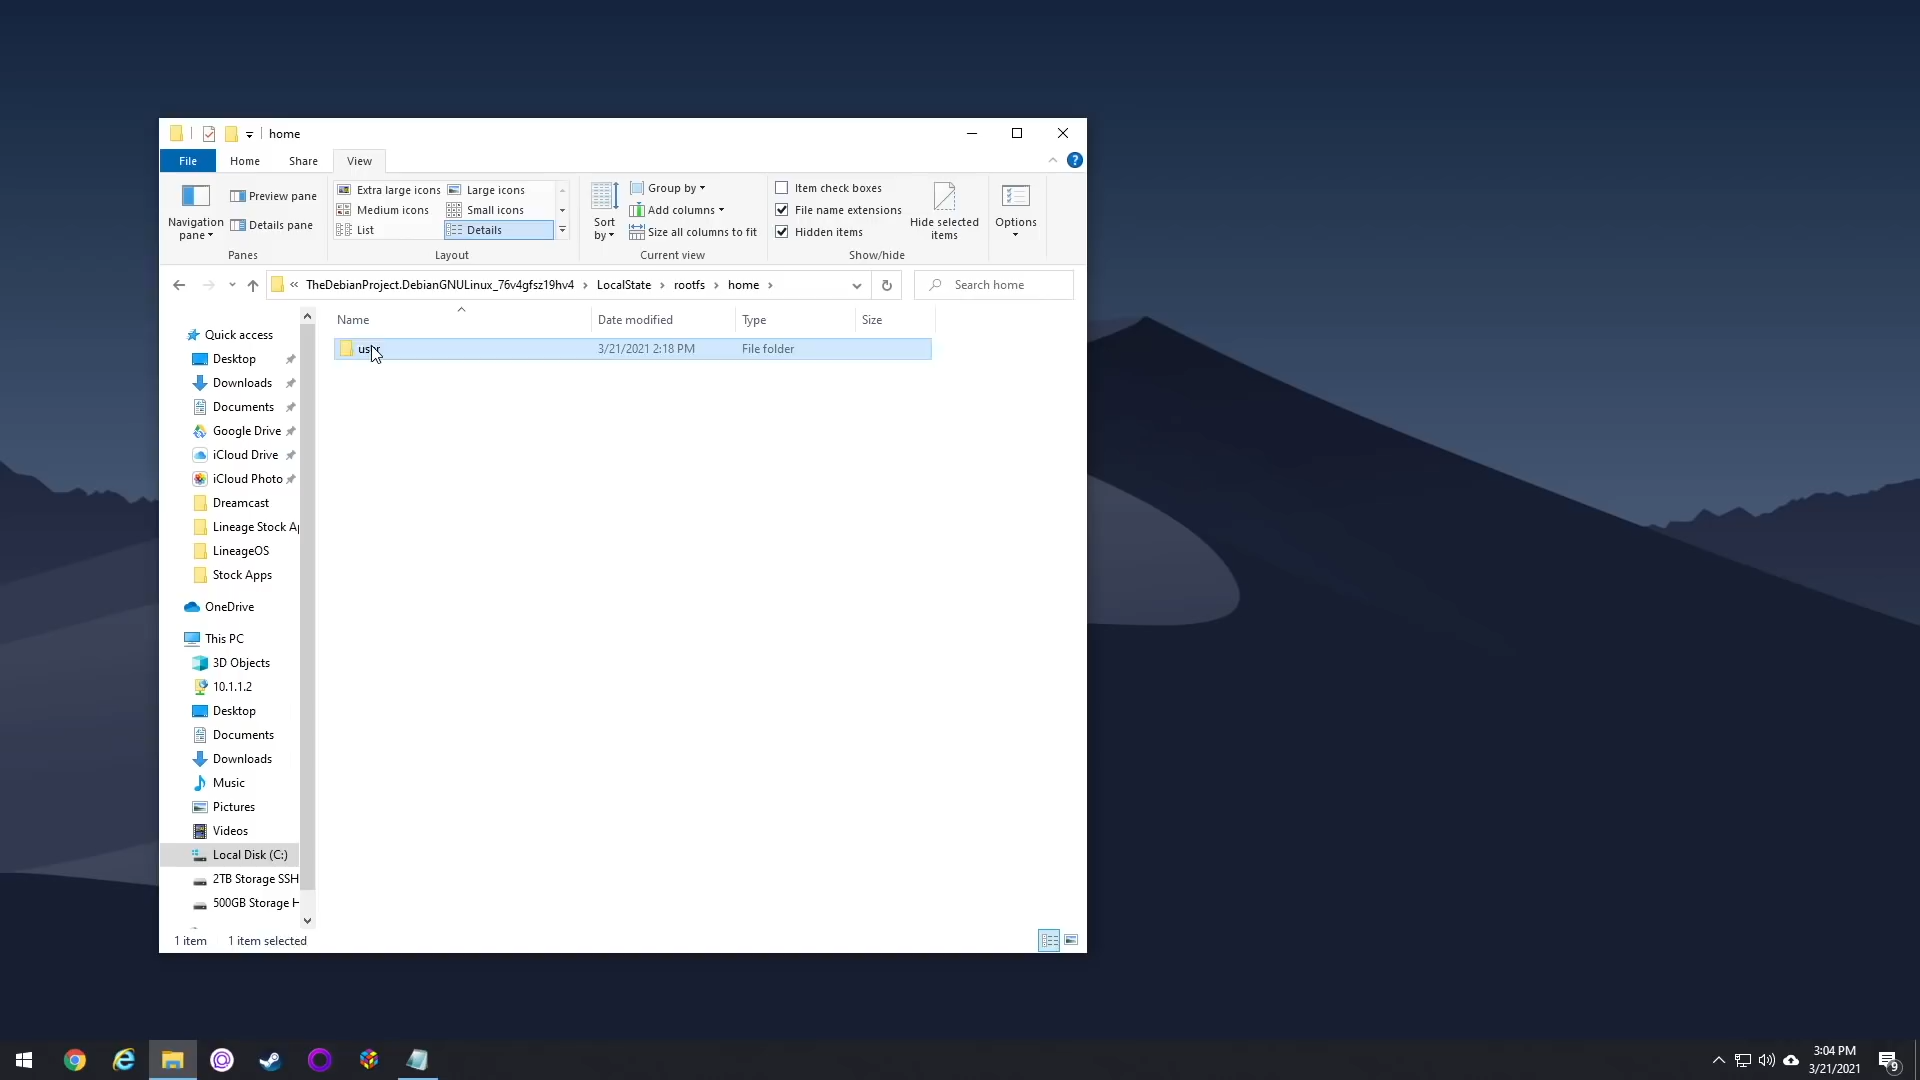 home
File Home Share View
Navigation pane
Preview pane
Details pane
Panes
Extra large icons Large icons
Medium icons Small icons
List Details
Layout
Sort by
Group by
Add columns
Size all columns to fit
Current view
Item check boxes
File name extensions
Hidden items
Hide selected items
Show/hide
Options
« TheDebianProject.DebianGNULinux_76v4gfsz19hv4 › LocalState › rootfs › home ›
Search home
Name Date modified Type Size
3/21/2021 2:18 PM File folder
Quick access
Desktop
Downloads
Documents
Google Drive
iCloud Drive
iCloud Photo
Dreamcast
Lineage Stock A
LineageOS
Stock Apps
OneDrive
This PC
3D Objects
10.1.1.2
Desktop
Documents
Downloads
Music
Pictures
Videos
Local Disk (C:)
2TB Storage SSH
500GB Storage H
1 item 1 item selected
3:04 PM
3/21/2021
9